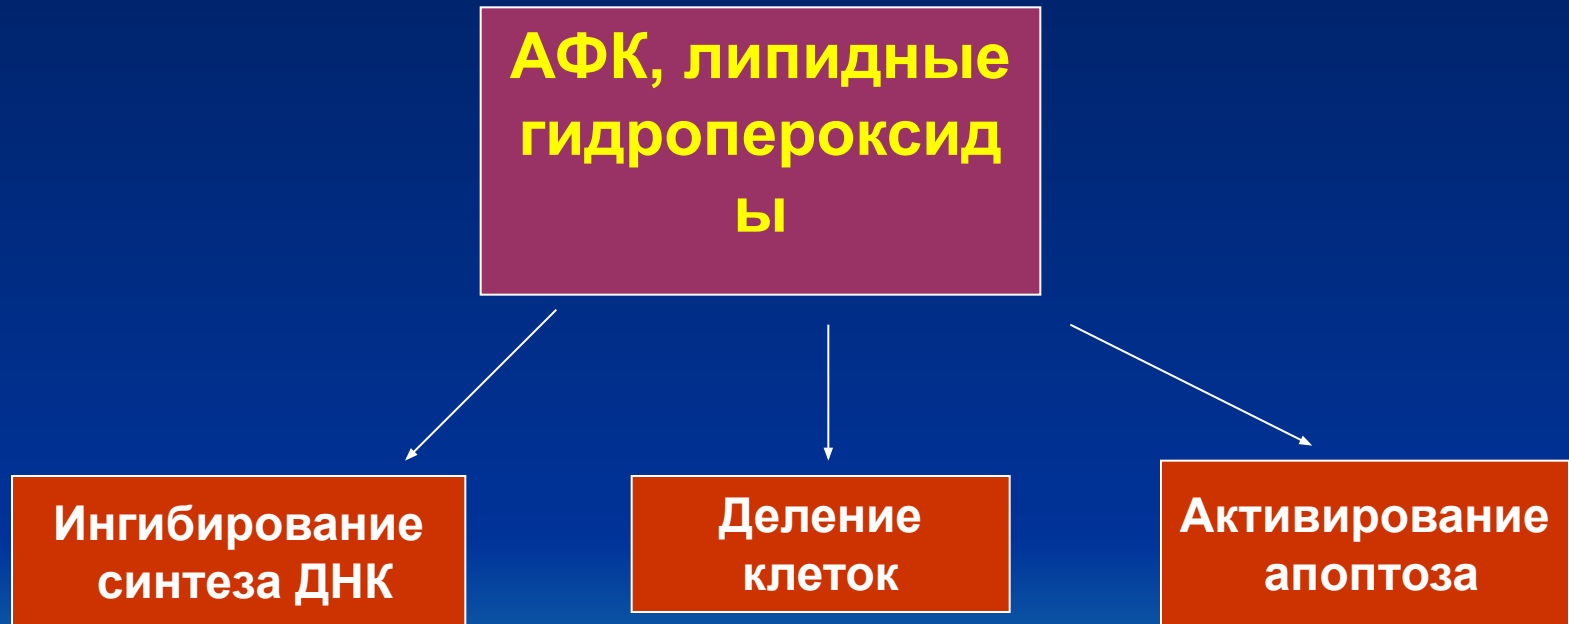 АФК, липидные
гидропероксид
ы
Ингибирование
синтеза ДНК
Деление
клеток
Активирование
апоптоза